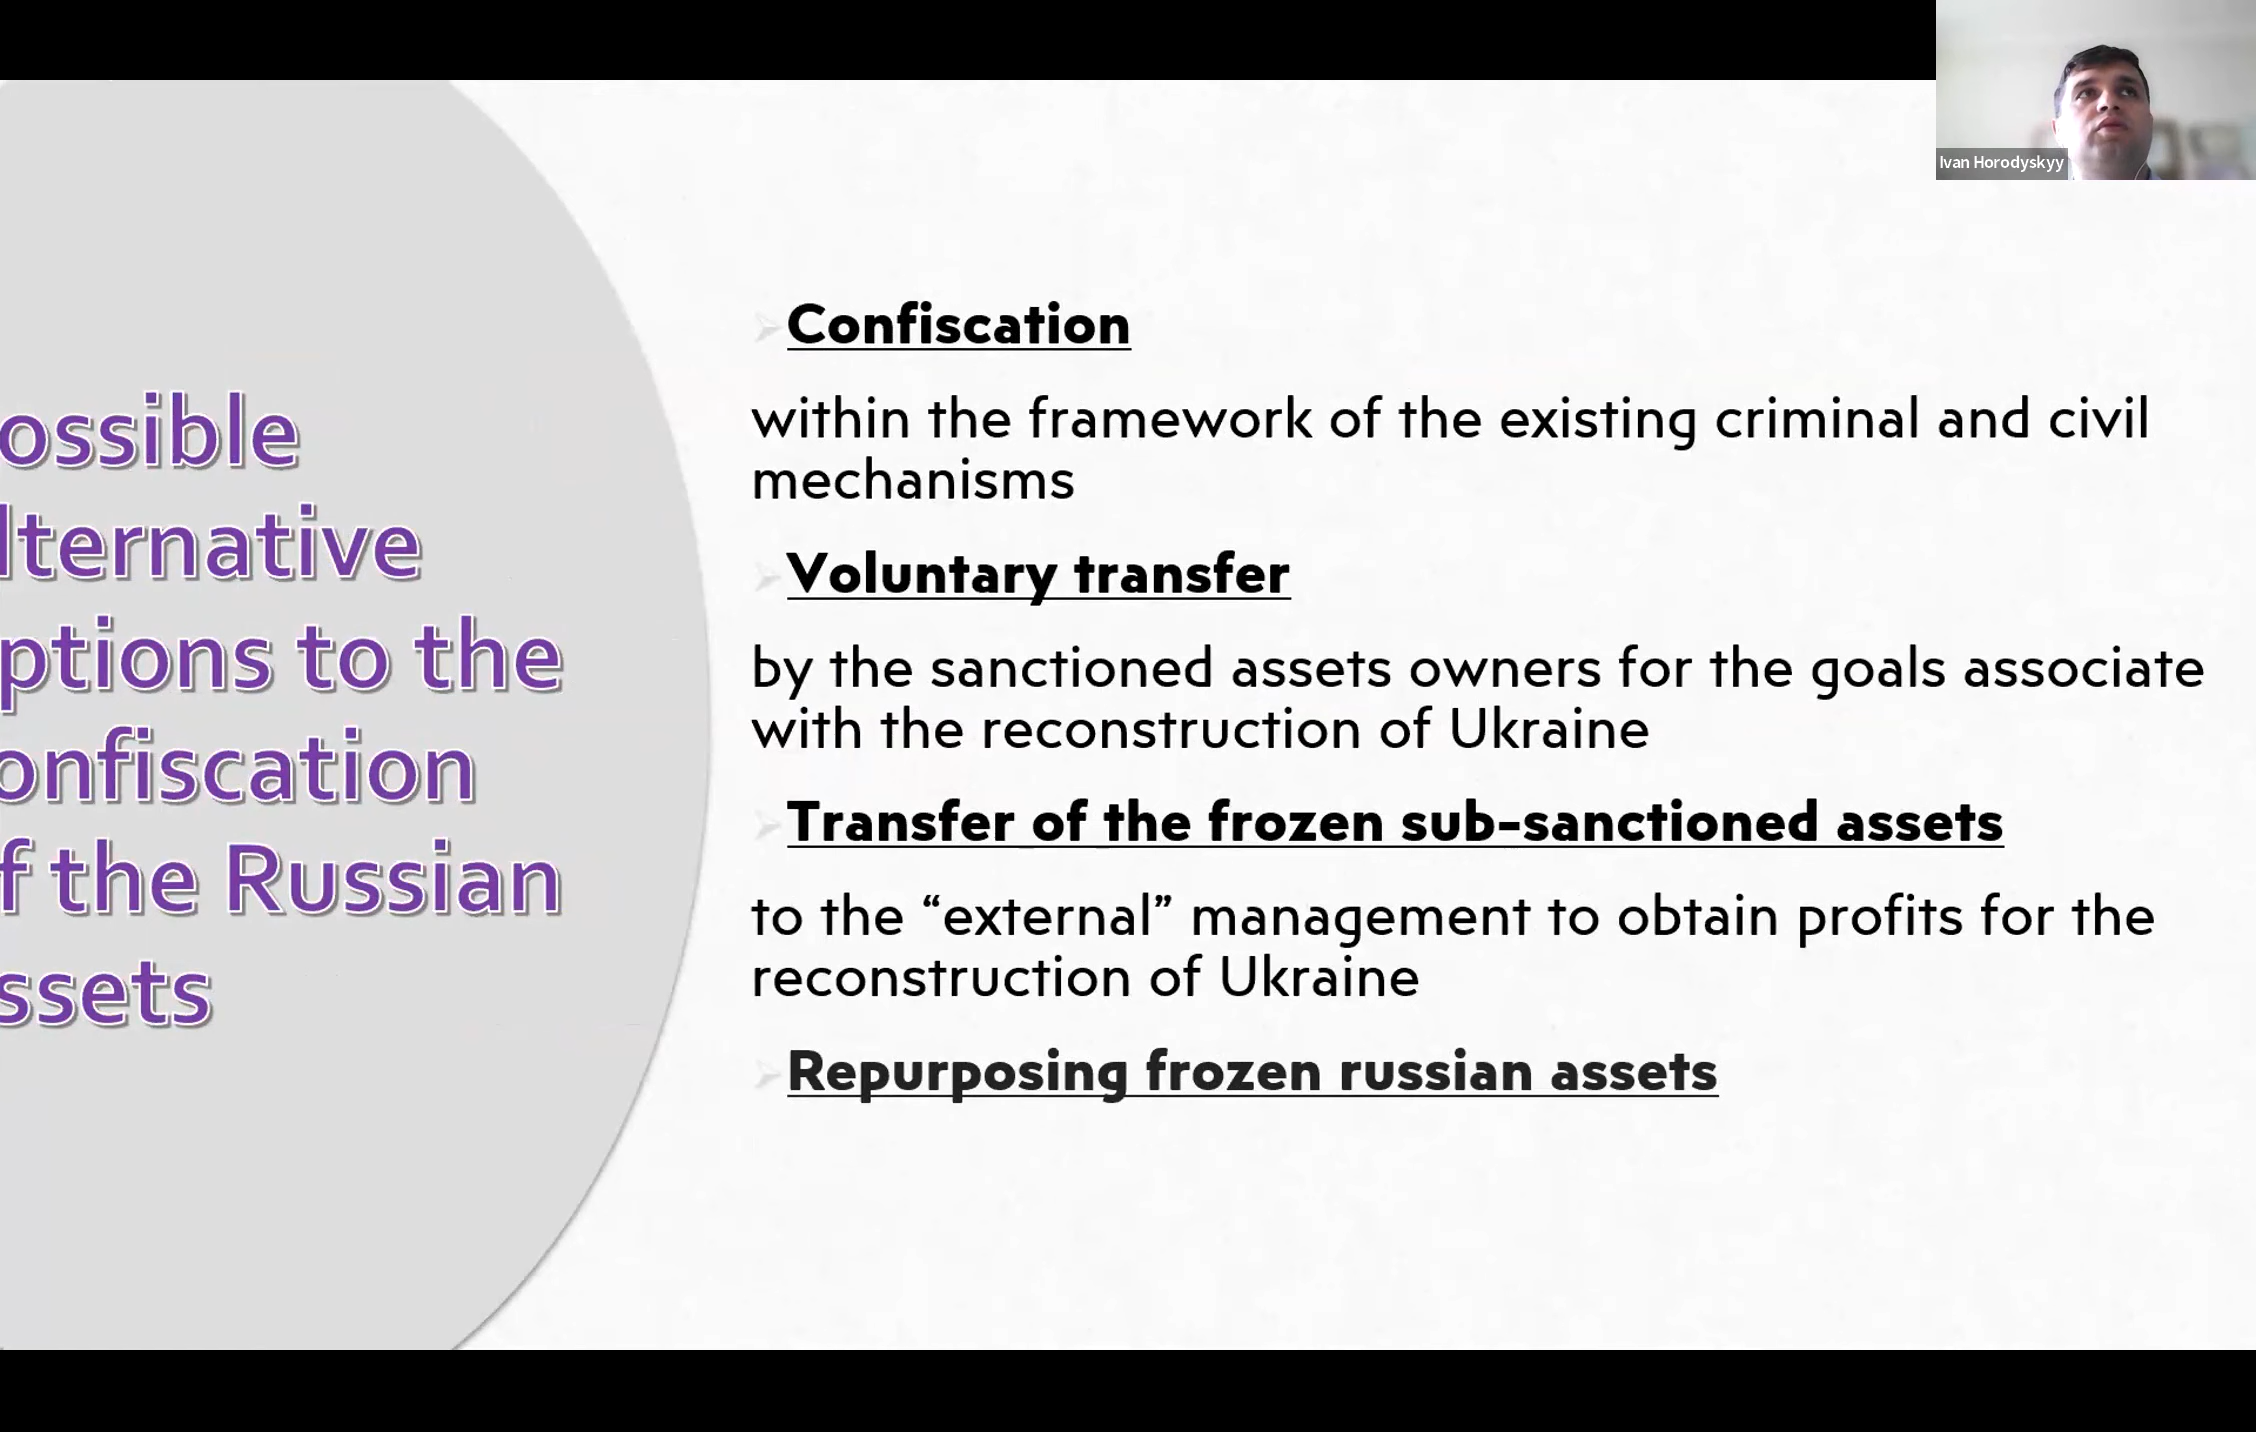 ossible
lternative
ptions to the
onfiscation
f the Russian
ssets
Confiscation
within the framework of the existing criminal and civil
mechanisms
Voluntary transfer
by the sanctioned assets owners for the goals associate
with the reconstruction of Ukraine
Transfer of the frozen sub-sanctioned assets
to the “external” management to obtain profits for the
reconstruction of Ukraine
Repurposing frozen russian assets
Ivan Horodyskyy